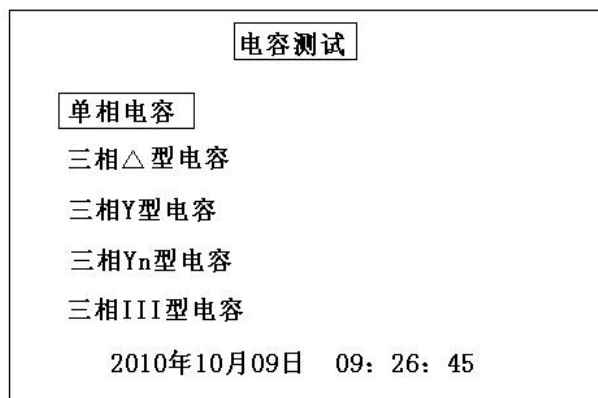 电容测试
单相电容
三相△型电容
三相Y型电容
三相Yn型电容
三相III型电容
2010年10月09日 09: 26: 45